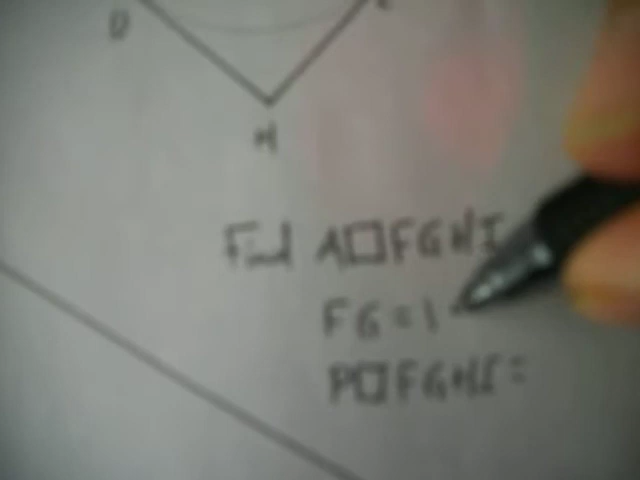 D
H
Find A□FGHI
FG = 1
P□FGHI =